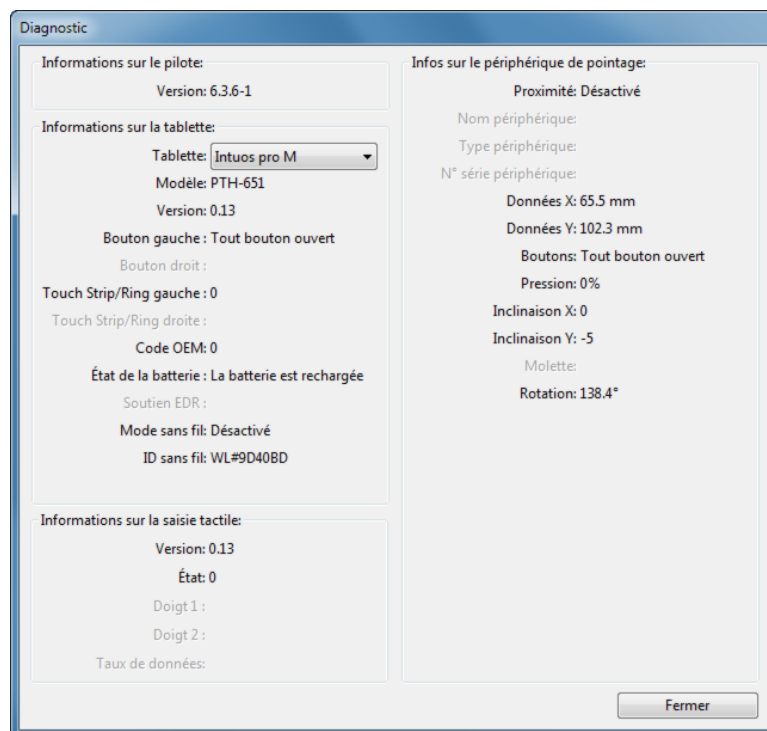 Diagnostic
Informations sur le pilote:
Version: 6.3.6-1
Informations sur la tablette:
Tablette: Intuos pro M
Modèle: PTH-651
Version: 0.13
Bouton gauche : Tout bouton ouvert
Bouton droit :
Touch Strip/Ring gauche : 0
Touch Strip/Ring droite :
Code OEM: 0
État de la batterie : La batterie est rechargée
Soutien EDR :
Mode sans fil: Désactivé
ID sans fil: WL#9D40BD
Informations sur la saisie tactile:
Version: 0.13
État: 0
Doigt 1 :
Doigt 2 :
Taux de données:
Infos sur le périphérique de pointage:
Proximité: Désactivé
Nom périphérique:
Type périphérique:
N° série périphérique:
Données X: 65.5 mm
Données Y: 102.3 mm
Boutons: Tout bouton ouvert
Pression: 0%
Inclinaison X: 0
Inclinaison Y: -5
Molette:
Rotation: 138.4°
Fermer